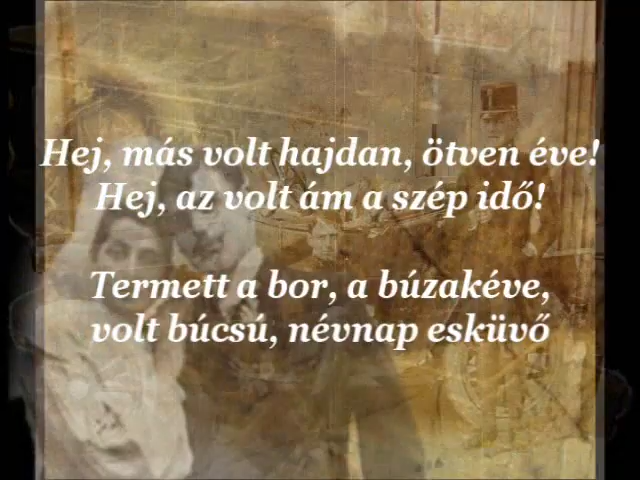 Hej, más volt hajdan, ötven éve!
Hej, az volt ám a szép idő!
Termett a bor, a búzakéve,
volt búcsú, névnap esküvő